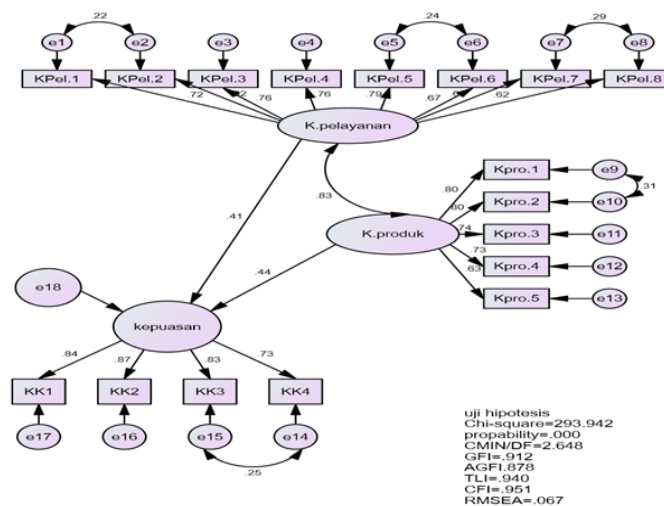 .22
.24
.29
e1
e2
e3
e4
e5
e6
e7
e8
KPel.1
KPel.2
KPel.3
KPel.4
KPel.5
KPel.6
KPel.7
KPel.8
.72
.76
.76
.79
.67
.62
K.pelayanan
.83
.41
Kpro.1
e9
.80
.31
Kpro.2
e10
.80
K.produk
.74
Kpro.3
e11
.73
Kpro.4
e12
.63
Kpro.5
e13
.44
e18
kepuasan
.84
.87
.83
.73
KK1
KK2
KK3
KK4
e17
e16
e15
e14
.25
uji hipotesis
Chi-square=293.942
propability=.000
CMIN/DF=2.648
GFI=.912
AGFI.878
TLI=.940
CFI=.951
RMSEA=.067